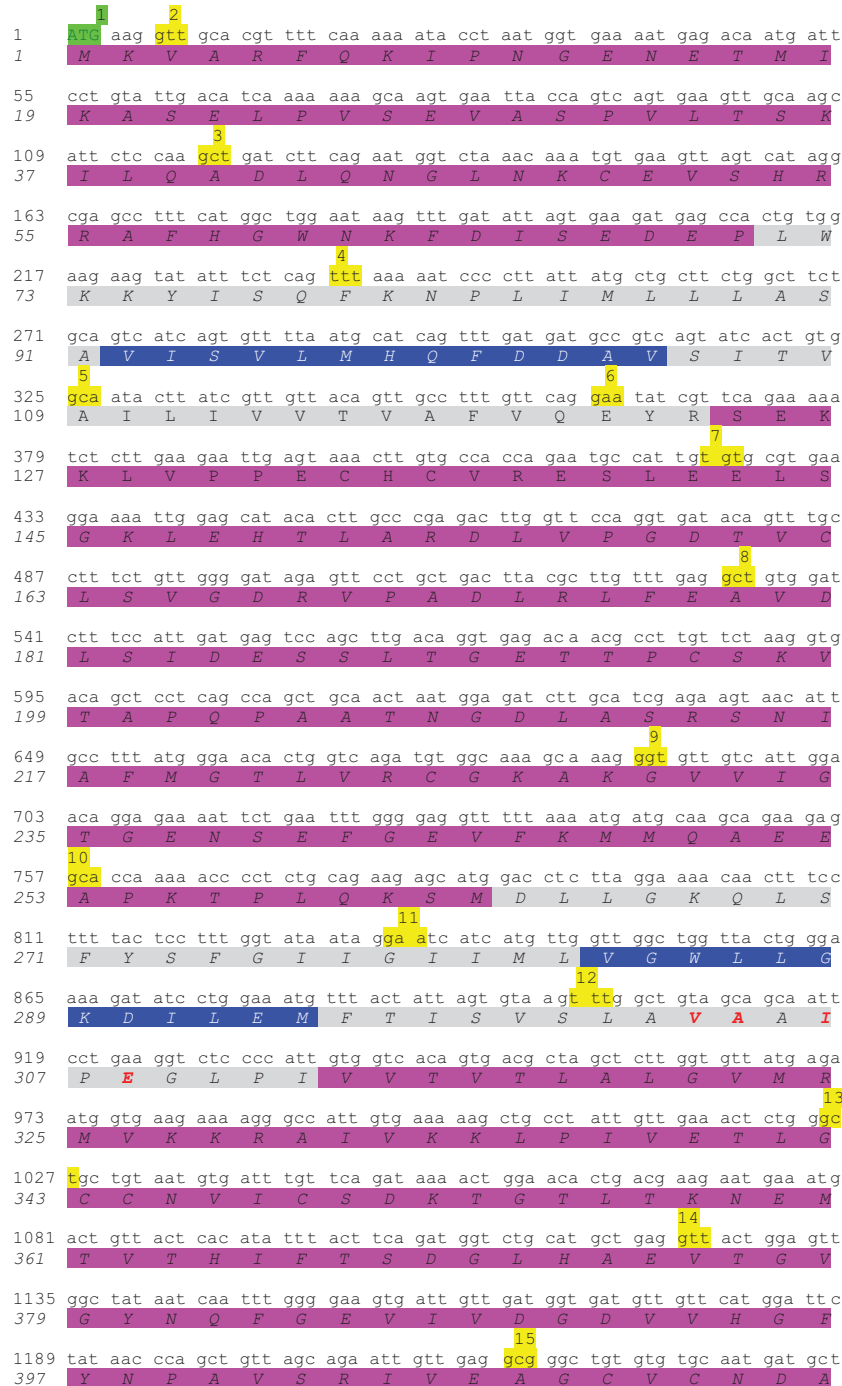 1 2
1 ATG aag gtt gca cgt ttt caa aaa ata cct aat ggt gaa aat gag aca atg att
1 M K V A R F Q K I P N G E N E T M I
55 cct gta ttg aca tca aaa aaa gca agt gaa tta cca gtc agt gaa gtt gca agc
19 K A S E L P V S E V A S P V L T S K
3
109 att ctc caa gct gat ctt cag aat ggt cta aac aaa tgt gaa gtt agt cat agg
37 I L Q A D L Q N G L N K C E V S H R
163 cga gcc ttt cat ggc tgg aat aag ttt gat att agt gaa gat gag cca ctg tgg
55 R A F H G W N K F D I S E D E P L W
4
217 aag aag tat att tct cag ttt aaa aat ccc ctt att atg ctg ctt ctg gct tct
73 K K Y I S Q F K N P L I M L L L A S
271 gca gtc atc agt gtt tta atg cat cag ttt gat gat gcc gtc agt atc act gtg
91 A V I S V L M H Q F D D A V S I T V
5 6
325 gca ata ctt atc gtt gtt aca gtt gcc ttt gtt cag gaa tat cgt tca gaa aaa
109 A I L I V V T V A F V Q E Y R S E K
7
379 tct ctt gaa gaa ttg agt aaa ctt gtg cca cca gaa tgc cat tgt gtg cgt gaa
127 K L V P P E C H C V R E S L E E L S
433 gga aaa ttg gag cat aca ctt gcc cga gac ttg gtt cca ggt gat aca gtt tgc
145 G K L E H T L A R D L V P G D T V C
8
487 ctt tct gtt ggg gat aga gtt cct gct gac tta cgc ttg ttt gag gct gtg gat
163 L S V G D R V P A D L R L F E A V D
541 ctt tcc att gat gag tcc agc ttg aca ggt gag aca acg cct tgt tct aag gtg
181 L S I D E S S L T G E T T P C S K V
595 aca gct cct cag cca gct gca act aat gga gat ctt gca tcg aga agt aac att
199 T A P Q P A A T N G D L A S R S N I
9
649 gcc ttt atg gga aca ctg gtc aga tgt ggc aaa gca aag ggt gtt gtc att gga
217 A F M G T L V R C G K A K G V V I G
703 aca gga gaa aat tct gaa ttt ggg gag gtt ttt aaa atg atg caa gca gaa gag
235 T G E N S E F G E V F K M M Q A E E
10
757 gca cca aaa acc cct ctg cag aag agc atg gac ctc tta gga aaa caa ctt tcc
253 A P K T P L Q K S M D L L G K Q L S
11
811 ttt tac tcc ttt ggt ata ata gga atc atc atg ttg gtt ggc tgg tta ctg gga
271 F Y S F G I I G I I M L V G W L L G
12
865 aaa gat atc ctg gaa atg ttt act att agt gta agt ttg gct gta gca gca att
289 K D I L E M F T I S V S L A V A A I
919 cct gaa ggt ctc ccc att gtg gtc aca gtg acg cta gct ctt ggt gtt atg aga
307 P E G L P I V V T V T L A L G V M R
13
973 atg gtg aag aaa agg gcc att gtg aaa aag ctg cct att gtt gaa act ctg ggc
325 M V K K R A I V K K L P I V E T L G
1027 tgc tgt aat gtg att tgt tca gat aaa act gga aca ctg acg aag aat gaa atg
343 C C N V I C S D K T G T L T K N E M
14
1081 act gtt act cac ata ttt act tca gat ggt ctg cat gct gag gtt act gga gtt
361 T V T H I F T S D G L H A E V T G V
1135 ggc tat aat caa ttt ggg gaa gtg att gtt gat ggt gat gtt gtt cat gga ttc
379 G Y N Q F G E V I V D G D V V H G F
15
1189 tat aac cca gct gtt agc aga att gtt gag gcg ggc tgt gtg tgc aat gat gct
397 Y N P A V S R I V E A G C V C N D A